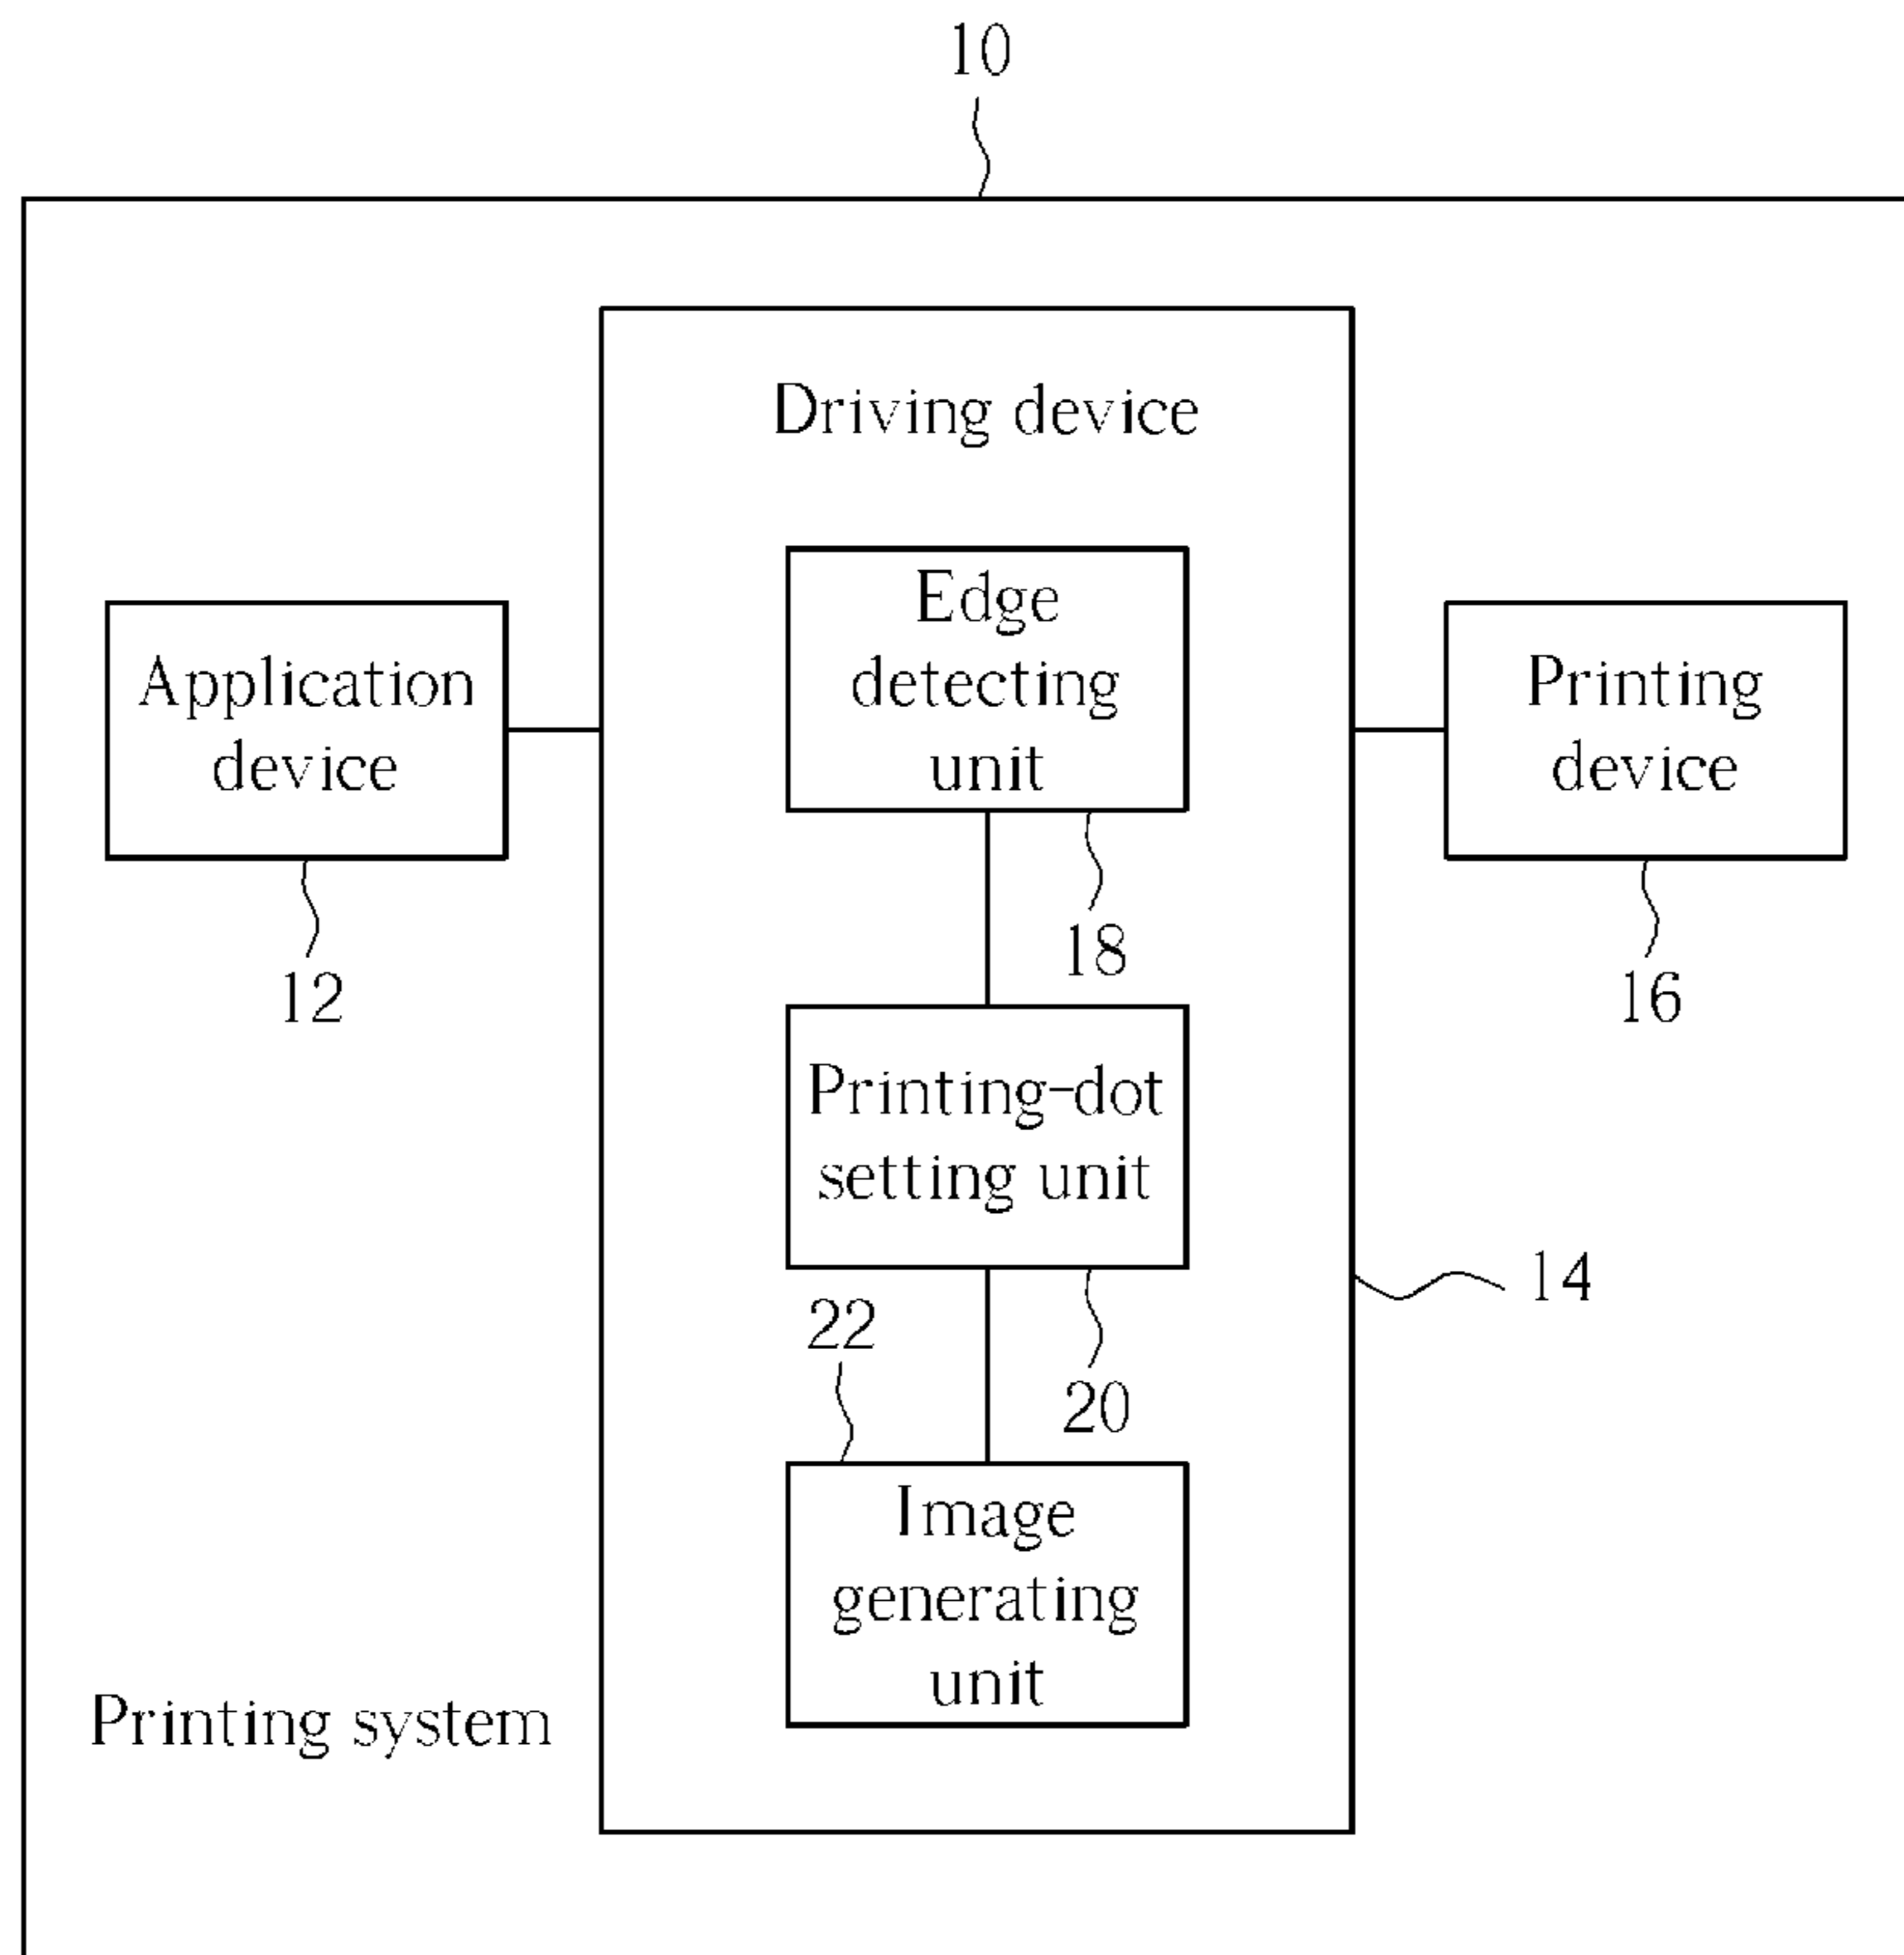 10
Driving device
Edge
detecting
unit
18
Application
device
12
Printing
device
16
Printing-dot
setting unit
20
14
22
Image
generating
unit
Printing system